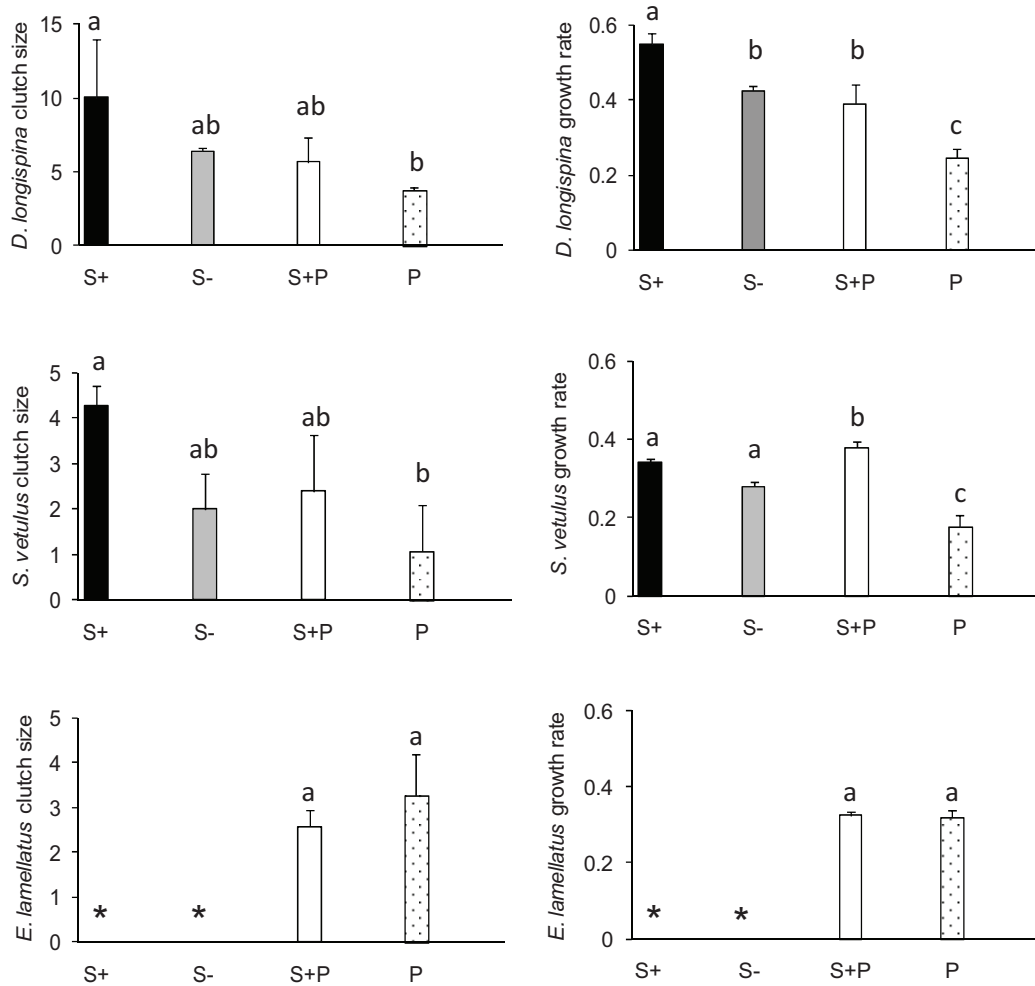 D. longispina clutch size
15
10
5
0
a
ab
ab
b
S+ S- S+P P
D. longispina growth rate
0.6
0.4
0.2
0
a
b
b
c
S+ S- S+P P
S. vetulus clutch size
5
4
3
2
1
0
a
ab
ab
b
S+ S- S+P P
S. vetulus growth rate
0.6
0.4
0.2
0
a
a
b
c
S+ S- S+P P
E. lamellatus clutch size
5
4
3
2
1
0
* *
a
a
S+ S- S+P P
E. lamellatus growth rate
0.6
0.4
0.2
0
* *
a a
S+ S- S+P P